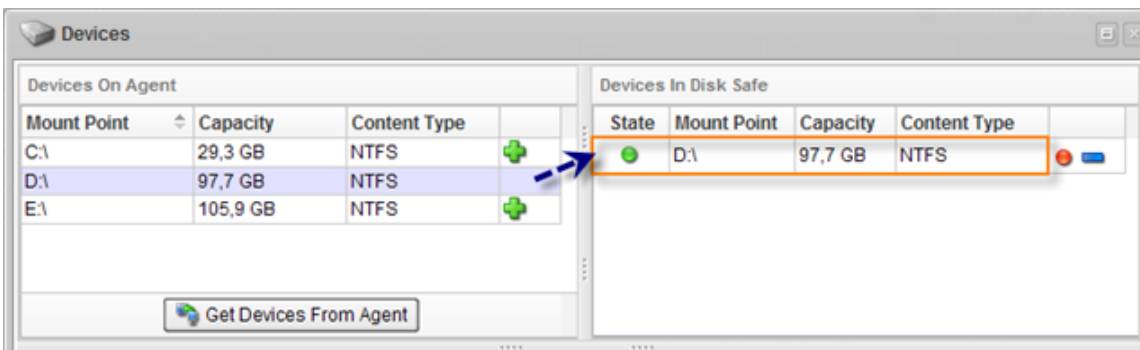 Devices
Devices On Agent
Mount Point Capacity Content Type
C:\ 29,3 GB NTFS
D:\ 97,7 GB NTFS
E:\ 105,9 GB NTFS
Get Devices From Agent
Devices In Disk Safe
State Mount Point Capacity Content Type
D:\ 97,7 GB NTFS